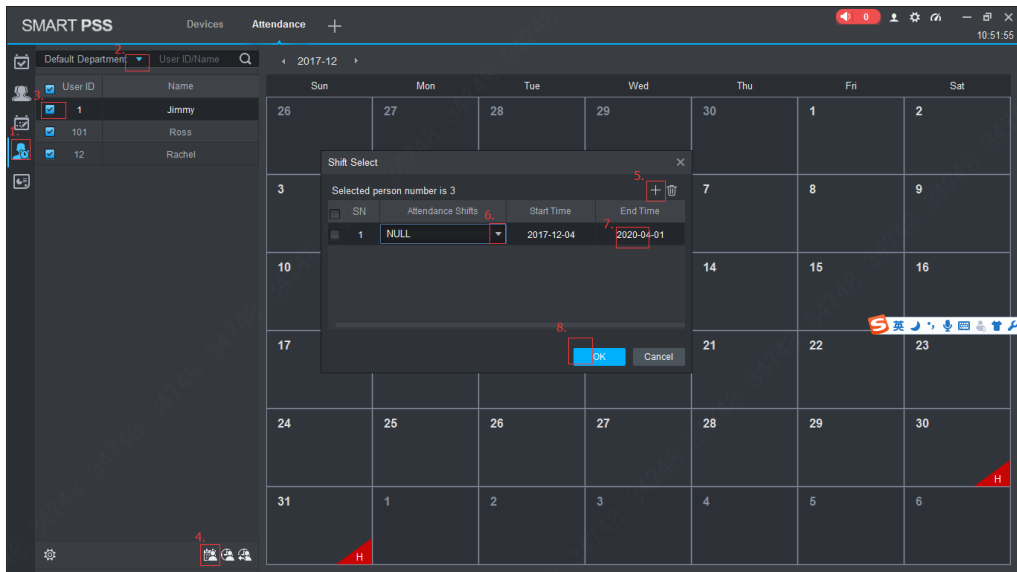 SMART PSS Devices Attendance 0
10:51:55
2.
Default Department User ID/Name 2017-12
User ID Name Sun Mon Tue Wed Thu Fri Sat
3.
1 Jimmy 26 27 28 29 30 1 2
1.
101 Ross
12 Rachel
Shift Select
5.
3 Selected person number is 3 7 8 9
SN Attendance Shifts Start Time End Time
6.
7.
1 NULL 2017-12-04 2020-04-01
10 14 15 16
英
8.
17 OK Cancel 21 22 23
24 25 26 27 28 29 30
H
31 1 2 3 4 5 6
4.
H